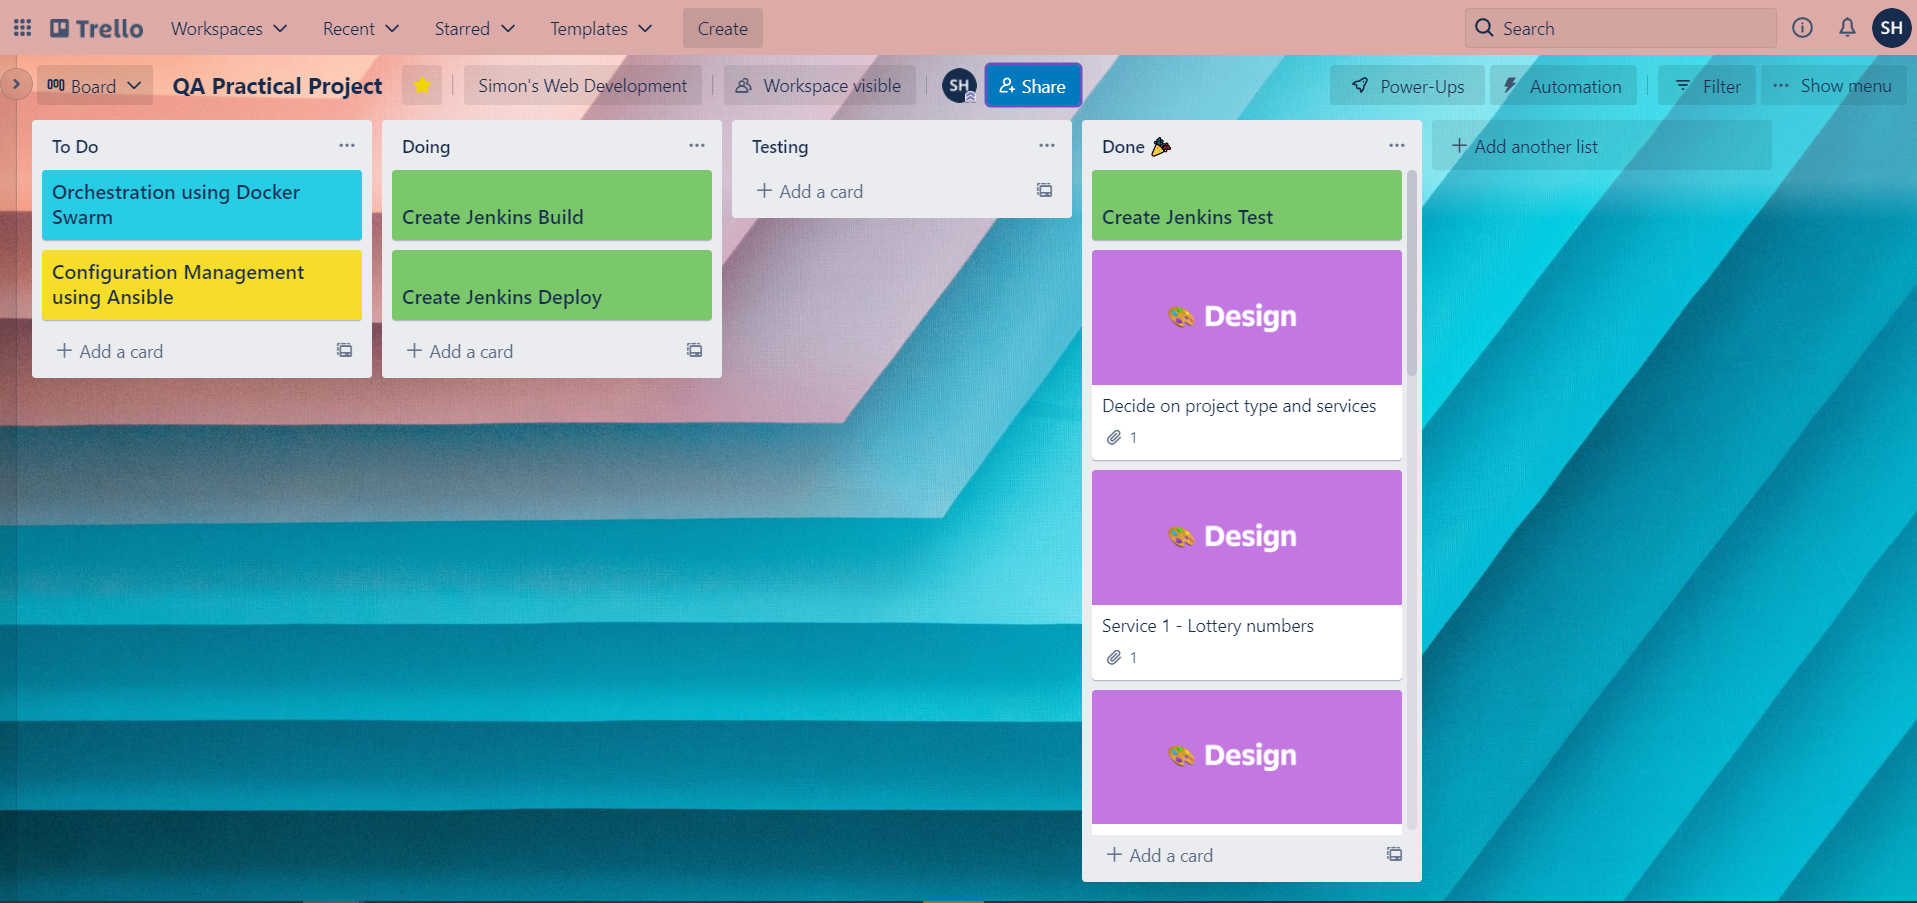 Trello Workspaces Recent Starred Templates Create Search SH
Board QA Practical Project Simon's Web Development Workspace visible SH Share Power-Ups Automation Filter Show menu
To Do
Orchestration using Docker
Swarm
Configuration Management
using Ansible
Add a card
Doing
Create Jenkins Build
Create Jenkins Deploy
Add a card
Testing
Add a card
Done
Create Jenkins Test
Design
Decide on project type and services
1
Design
Service 1 - Lottery numbers
1
Design
Add a card
Add another list